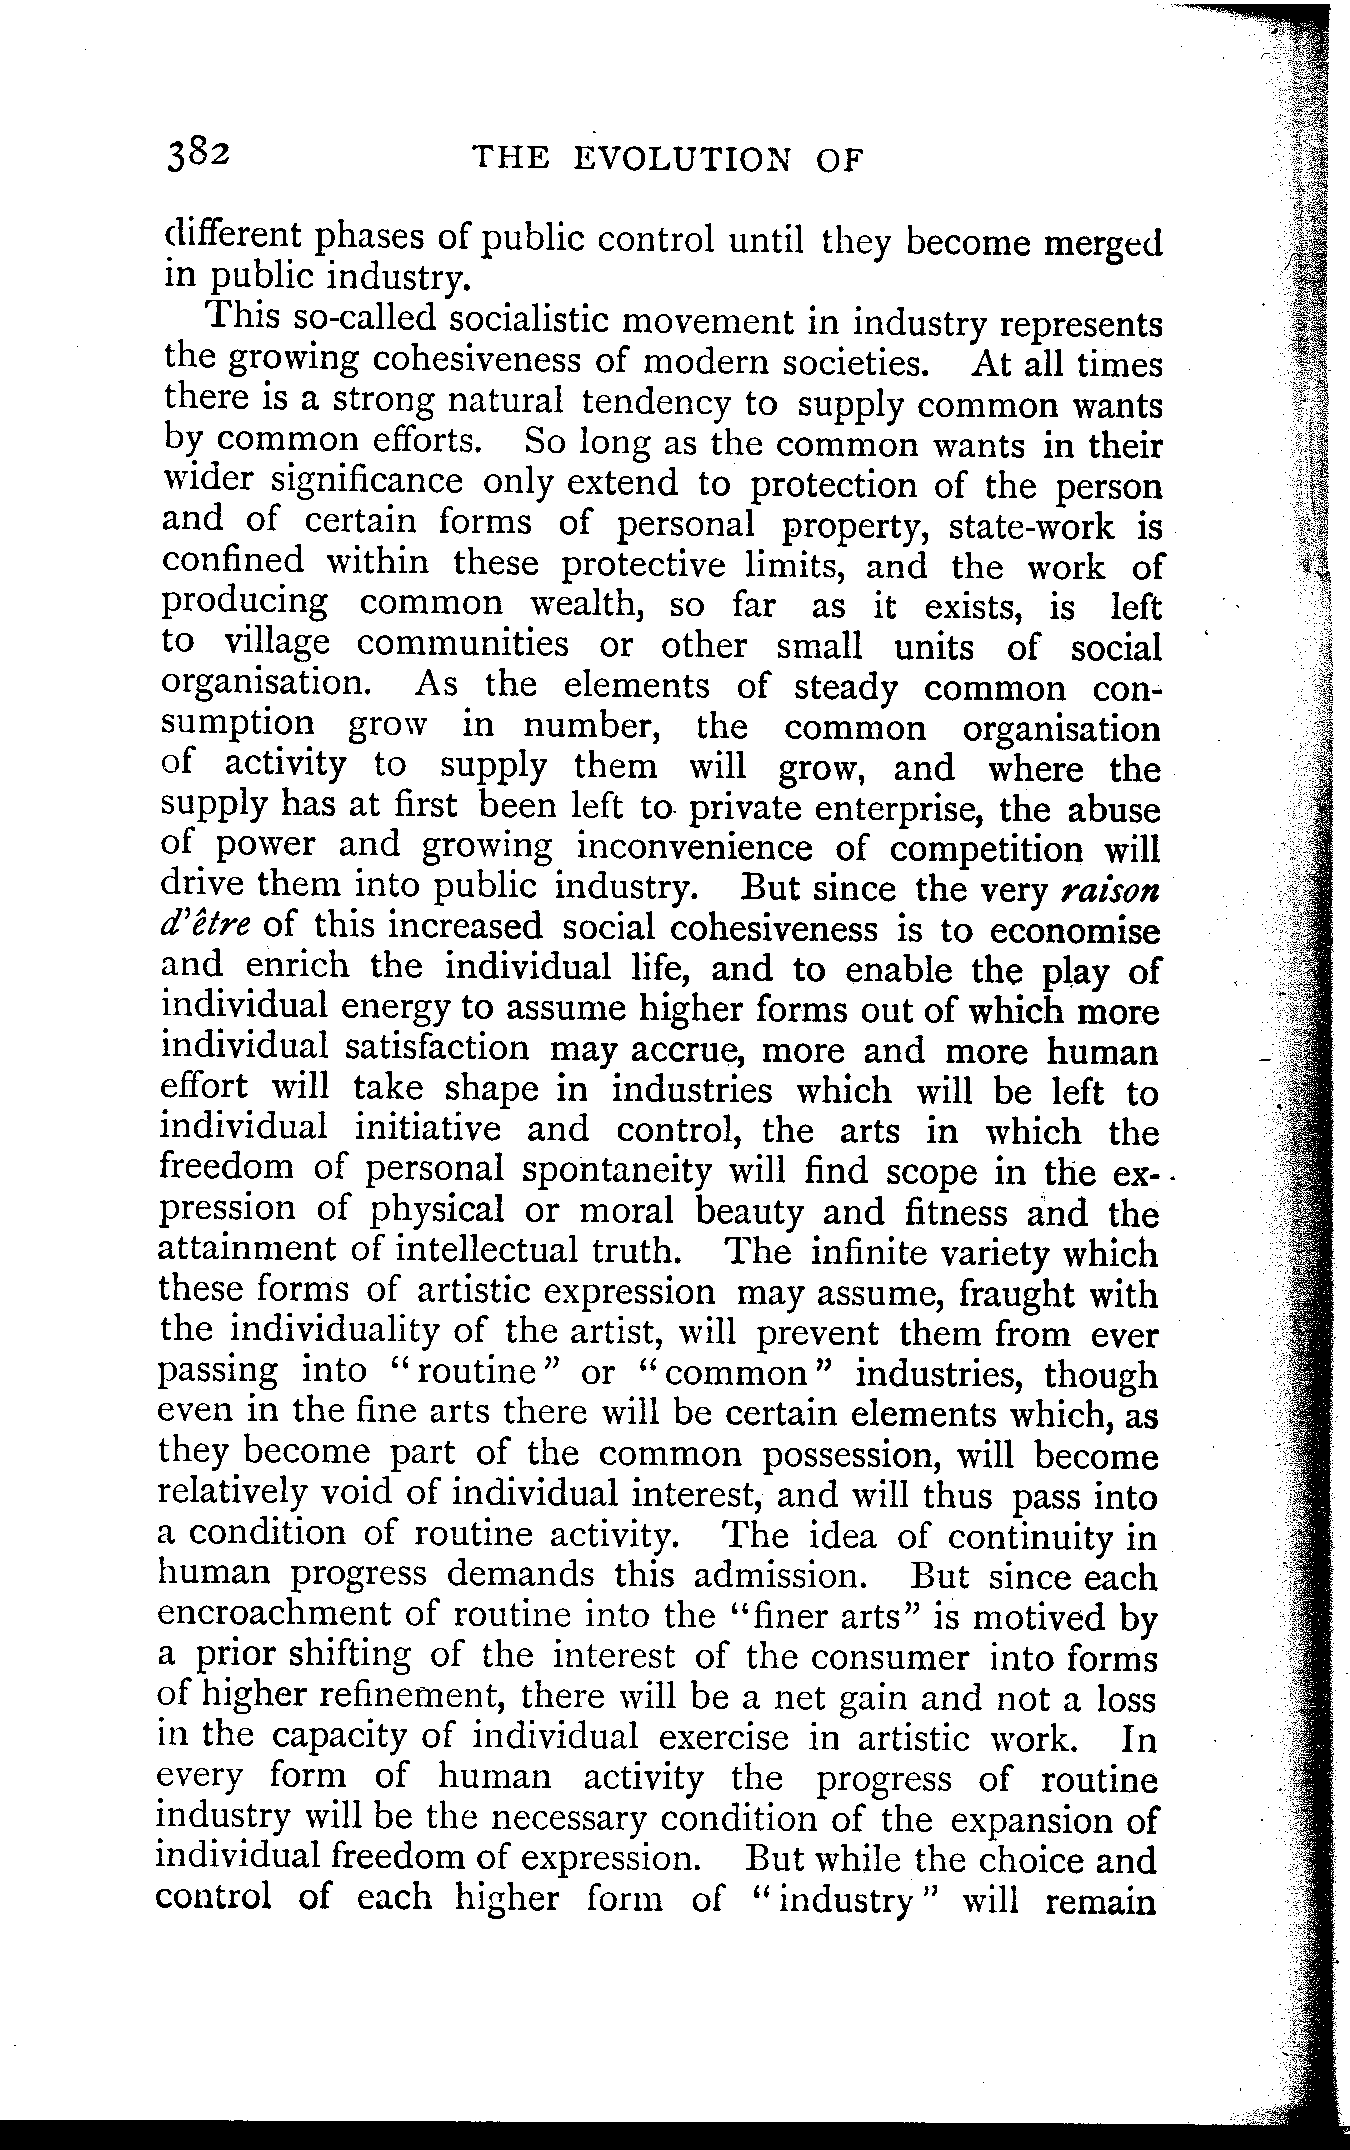 382 THE EVOLUTION OF
different phases of public control until they become merged
in public industry.
This so-called socialistic movement in industry represents
the growing cohesiveness of modern societies. At all times
there is a strong natural tendency to supply common wants
by common efforts. So long as the common wants in their
wider significance only extend to protection of the person
and of certain forms of personal property, state-work is
confined within these protective limits, and the work of
producing common wealth, so far as it exists, is left
to village communities or other small units of social
organisation. As the elements of steady common con-
sumption grow in number, the common organisation
of activity to supply them will grow, and where the
supply has at first been left to private enterprise, the abuse
of power and growing inconvenience of competition will
drive them into public industry. But since the very raison
d'être of this increased social cohesiveness is to economise
and enrich the individual life, and to enable the play of
individual energy to assume higher forms out of which more
individual satisfaction may accrue, more and more human
effort will take shape in industries which will be left to
individual initiative and control, the arts in which the
freedom of personal spontaneity will find scope in the ex-
pression of physical or moral beauty and fitness and the
attainment of intellectual truth. The infinite variety which
these forms of artistic expression may assume, fraught with
the individuality of the artist, will prevent them from ever
passing into "routine" or "common" industries, though
even in the fine arts there will be certain elements which, as
they become part of the common possession, will become
relatively void of individual interest, and will thus pass into
a condition of routine activity. The idea of continuity in
human progress demands this admission. But since each
encroachment of routine into the "finer arts" is motived by
a prior shifting of the interest of the consumer into forms
of higher refinement, there will be a net gain and not a loss
in the capacity of individual exercise in artistic work. In
every form of human activity the progress of routine
industry will be the necessary condition of the expansion of
individual freedom of expression. But while the choice and
control of each higher form of "industry" will remain